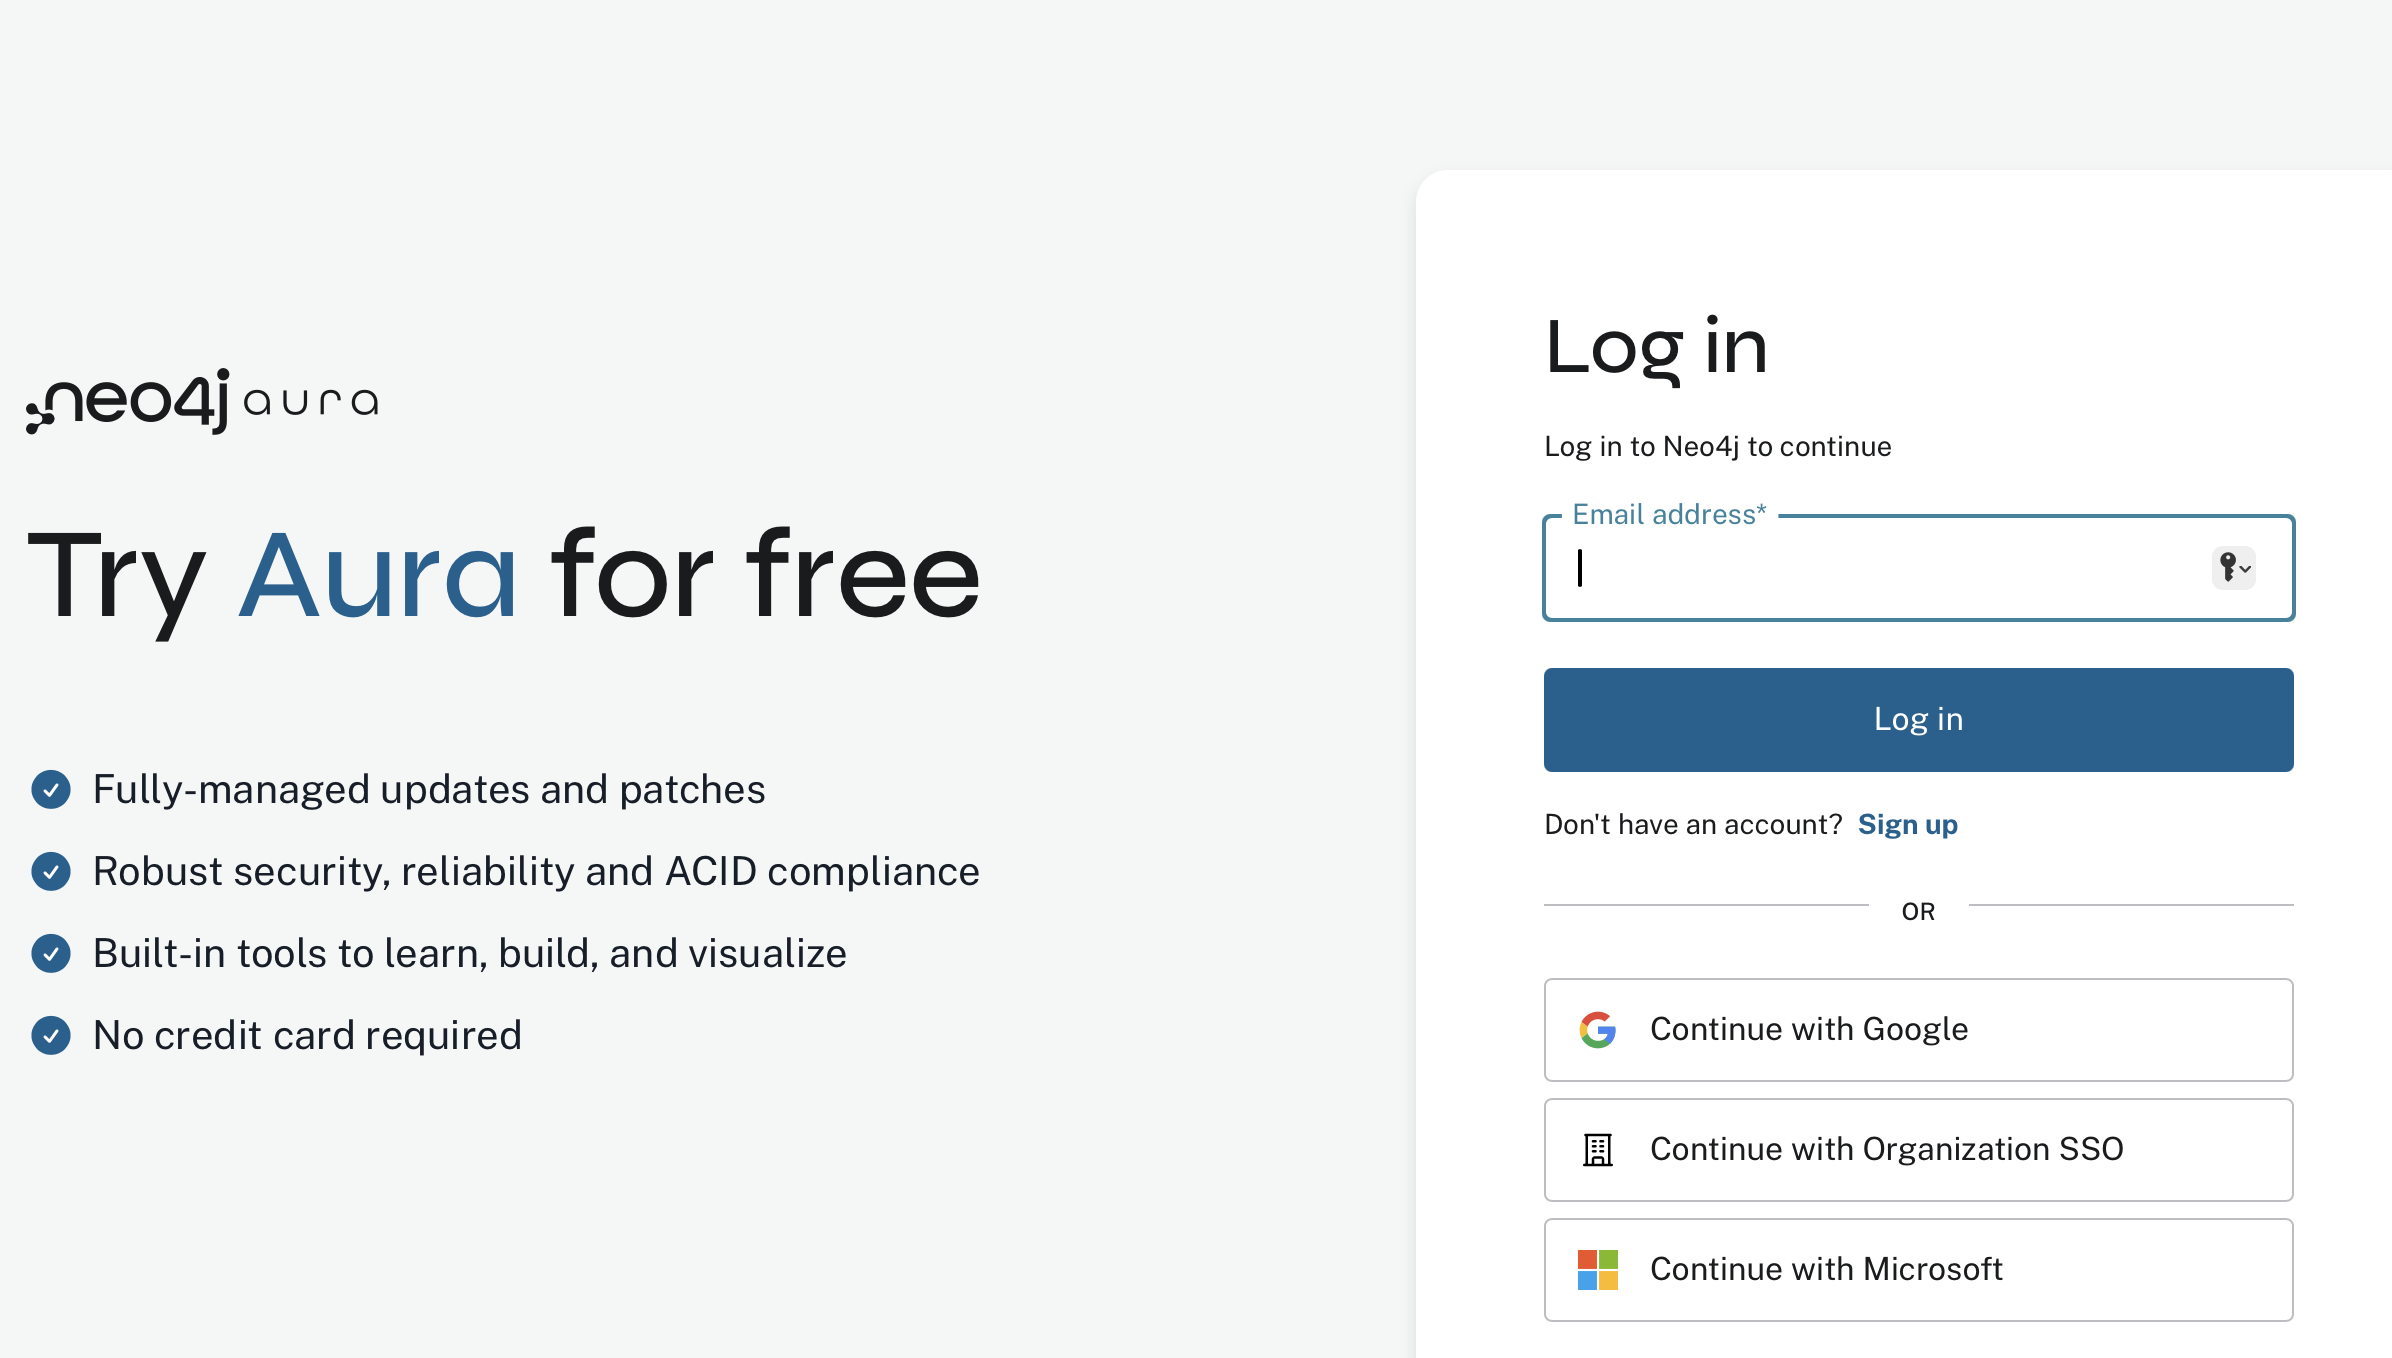 neo4j aura
Try Aura for free
Fully-managed updates and patches
Robust security, reliability and ACID compliance
Built-in tools to learn, build, and visualize
No credit card required
Log in
Log in to Neo4j to continue
Email address*
Log in
Don't have an account? Sign up
OR
Continue with Google
Continue with Organization SSO
Continue with Microsoft